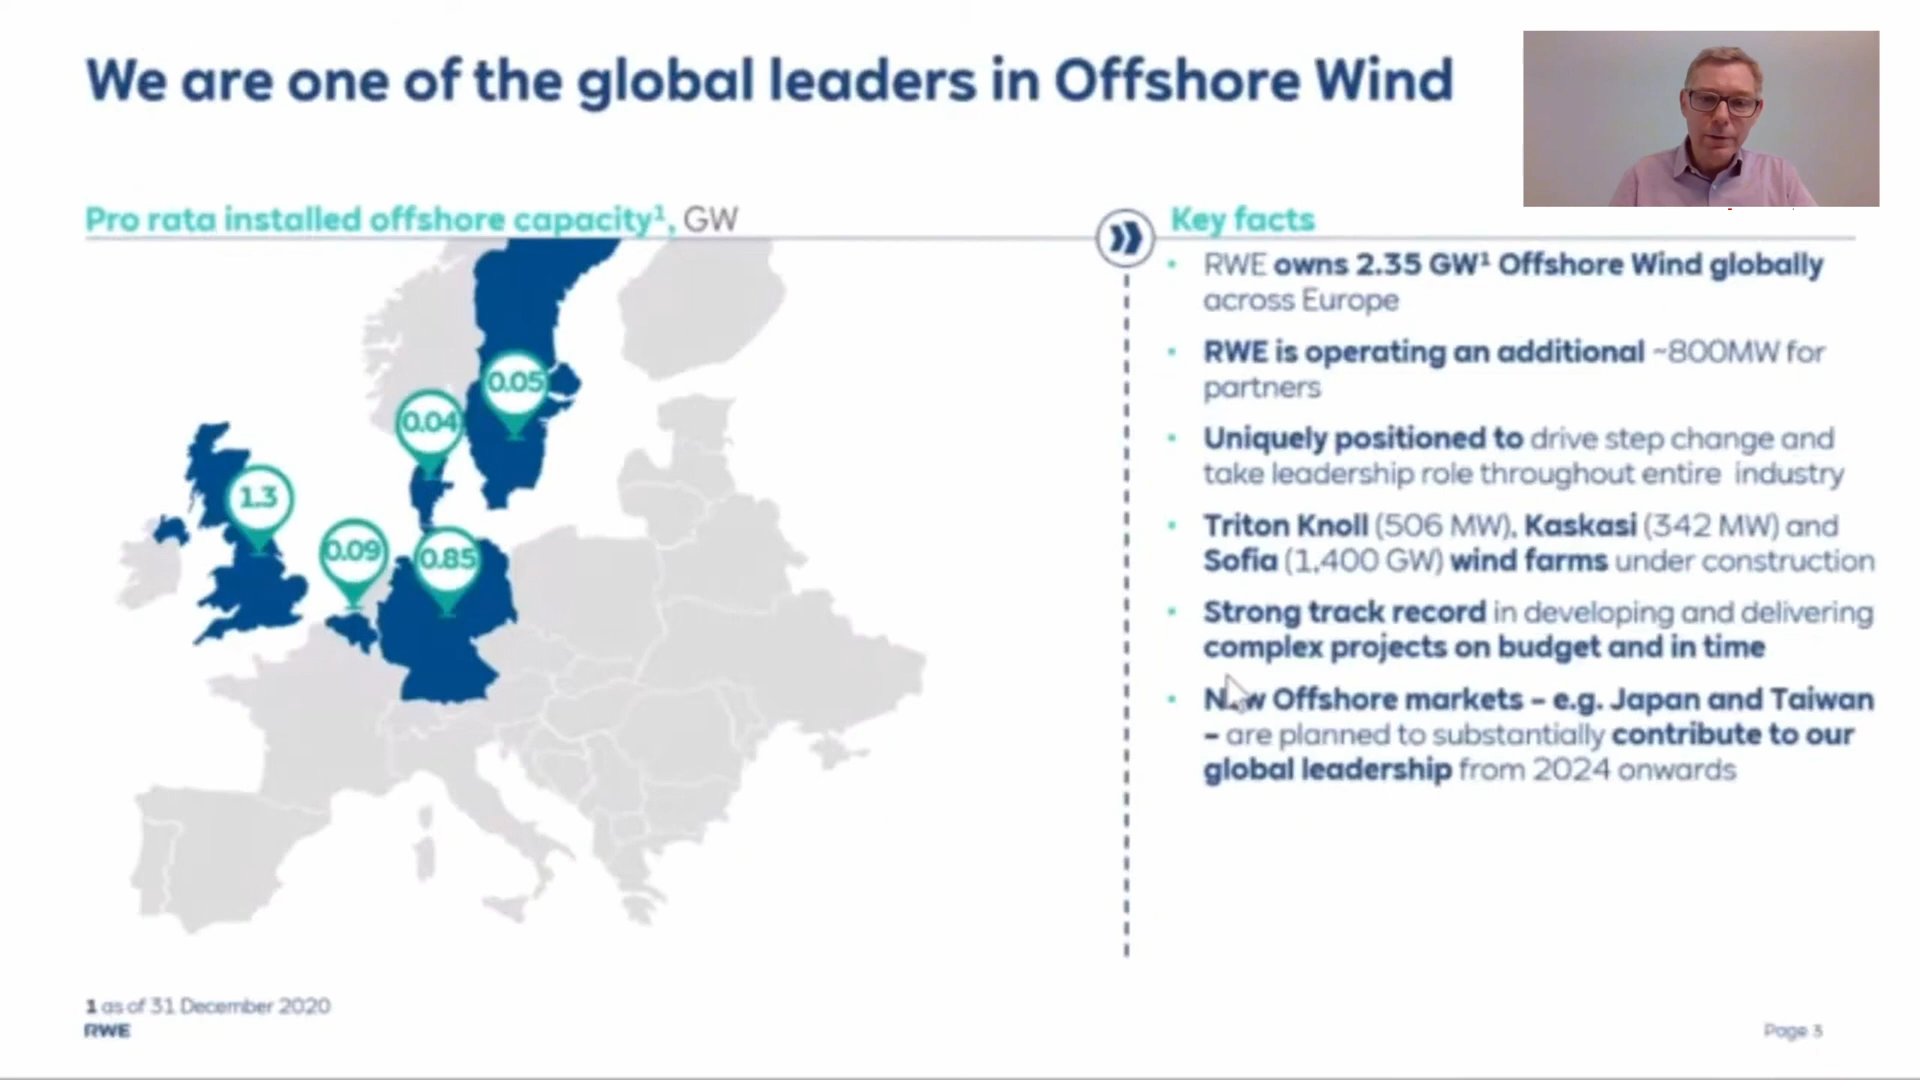 We are one of the global leaders in Offshore Wind
Pro rata installed offshore capacity¹, GW
0.05
0.04
1.3
0.09
0.85
Key facts
• RWE owns 2.35 GW¹ Offshore Wind globally
across Europe
• RWE is operating an additional ~800MW for
partners
• Uniquely positioned to drive step change and
take leadership role throughout entire industry
• Triton Knoll (506 MW), Kaskasi (342 MW) and
Sofia (1,400 GW) wind farms under construction
• Strong track record in developing and delivering
complex projects on budget and in time
• New Offshore markets – e.g. Japan and Taiwan
– are planned to substantially contribute to our
global leadership from 2024 onwards
1 as of 31 December 2020
RWE
Page 3